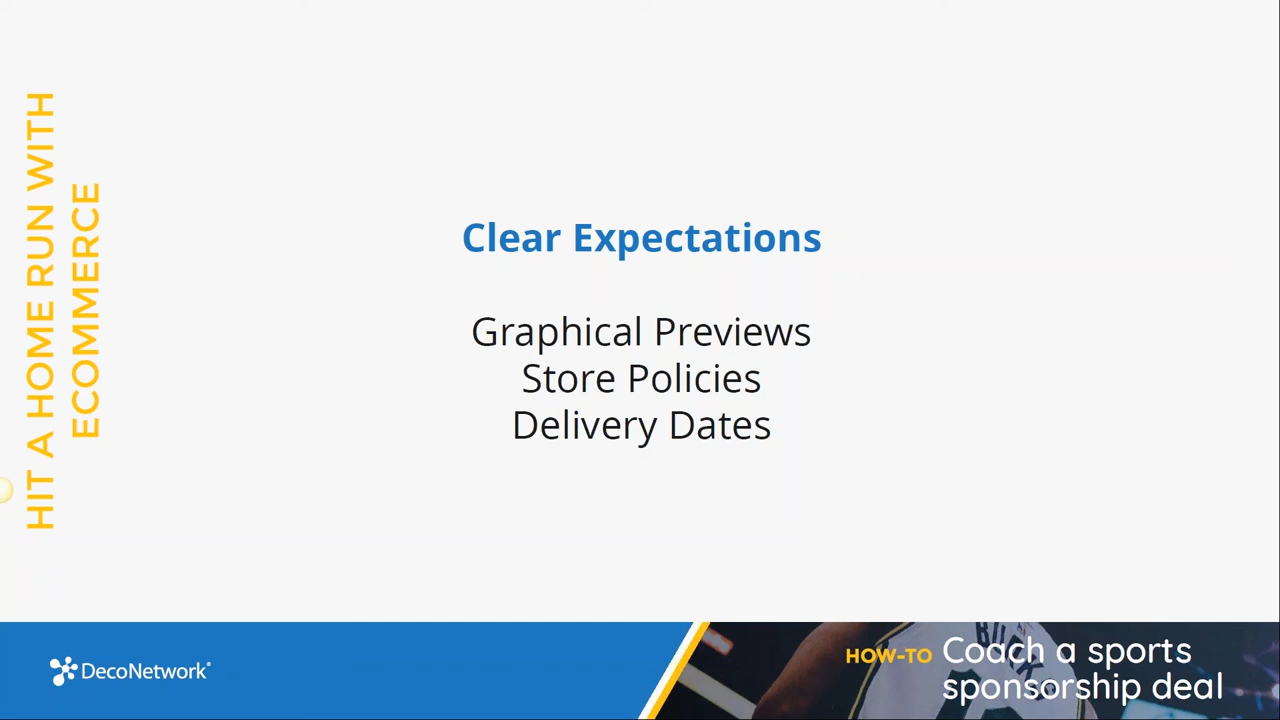 HIT A HOME RUN WITH
ECOMMERCE
Clear Expectations
Graphical Previews
Store Policies
Delivery Dates
DecoNetwork
HOW-TO Coach a sports
sponsorship deal